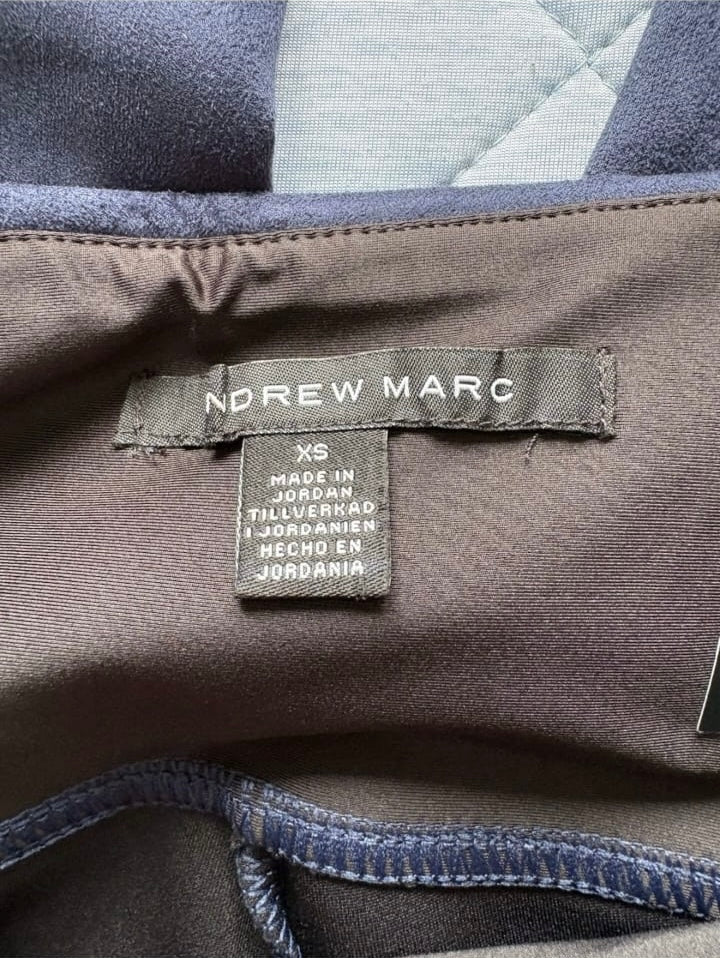 NDREW MARC
XS
MADE IN
JORDAN
TILLVERKAD
I JORDANIEN
HECHO EN
JORDANIA